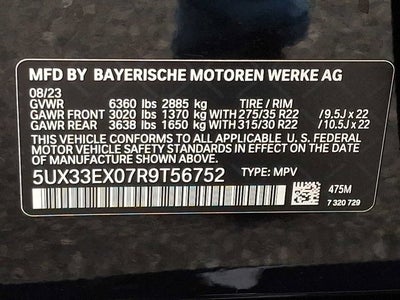 MFD BY BAYERISCHE MOTOREN WERKE AG
08/23
GVWR 6360 lbs 2885 kg TIRE / RIM
GAWR FRONT 3020 lbs 1370 kg WITH 275/35 R22 / 9.5J x 22
GAWR REAR 3638 lbs 1650 kg WITH 315/30 R22 / 10.5J x 22
THIS VEHICLE CONFORMS TO ALL APPLICABLE U. S. FEDERAL
MOTOR VEHICLE SAFETY STANDARDS IN EFFECT ON THE DATE
OF MANUFACTURE SHOWN ABOVE.
5UX33EX07R9T56752 TYPE: MPV
475M
7 320 729